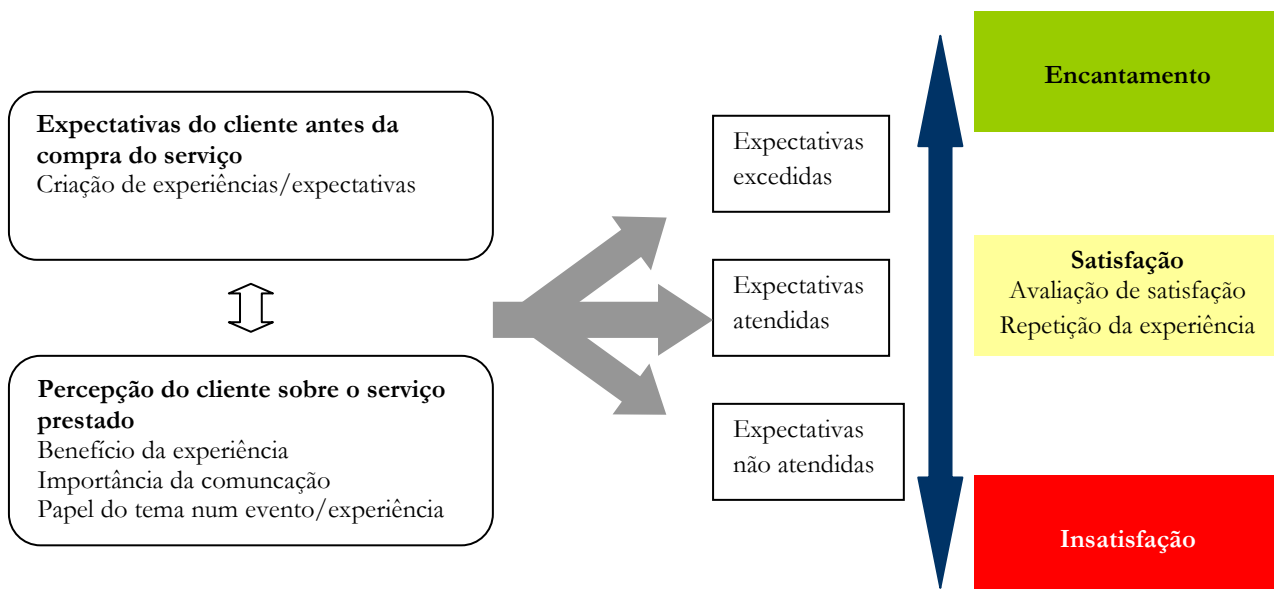 Expectativas do cliente antes da
compra do serviço
Criação de experiências/expectativas
Percepção do cliente sobre o serviço
prestado
Benefício da experiência
Importância da comuncação
Papel do tema num evento/experiência
Expectativas
excedidas
Expectativas
atendidas
Expectativas
não atendidas
Encantamento
Satisfação
Avaliação de satisfação
Repetição da experiência
Insatisfação